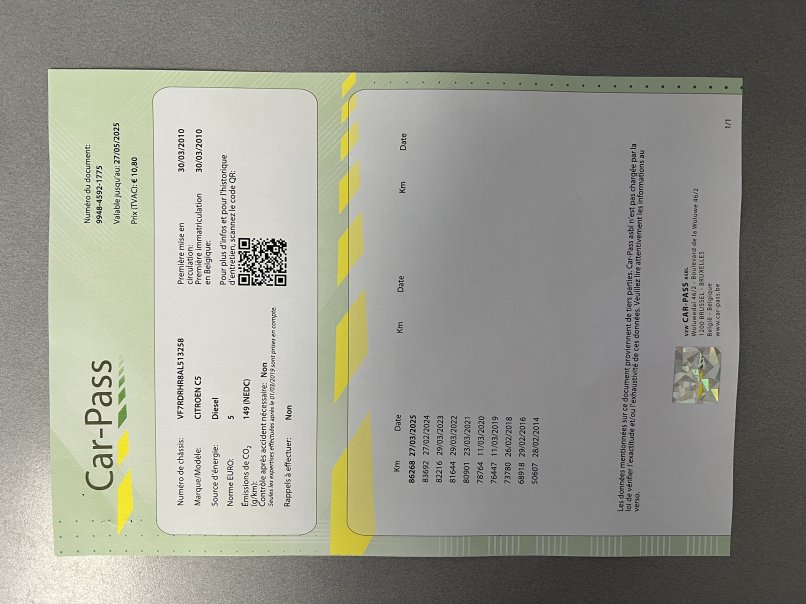 Car-Pass
Numéro du document:
9948-4592-1775
Valable jusqu'au: 27/05/2025
Prix (TVAC): € 10,80
Numéro de châssis: VF7RDRHR8AL513258
Marque/Modèle: CITROEN C5
Source d'énergie: Diesel
Norme EURO: 5
Émissions de CO2 149 (NEDC)
(g/km):
Contrôle après accident nécessaire: Non
Seules les expertises effectuées après le 01/03/2019 sont prises en compte.
Rappels à effectuer: Non
Première mise en 30/03/2010
circulation:
Première immatriculation 30/03/2010
en Belgique:
Pour plus d'infos et pour l'historique
d'entretien, scannez le code QR:
Km Date Km Date Km Date
86268 27/03/2025
83692 27/02/2024
82216 29/03/2023
81644 29/03/2022
80901 23/03/2021
78764 11/03/2020
76447 11/03/2019
73780 26/02/2018
68918 29/02/2016
50607 28/02/2014
Les données mentionnées sur ce document proviennent de tiers parties. Car-Pass asbl n'est pas chargée par la
loi de vérifier l'exactitude et/ou l'exhaustivité de ces données. Veuillez lire attentivement les informations au
verso.
VZW CAR-PASS ASBL
Woluwedal 46/2 - Boulevard de la Woluwe 46/2
1200 BRUSSEL - BRUXELLES
België - Belgique
www.car-pass.be
1/1